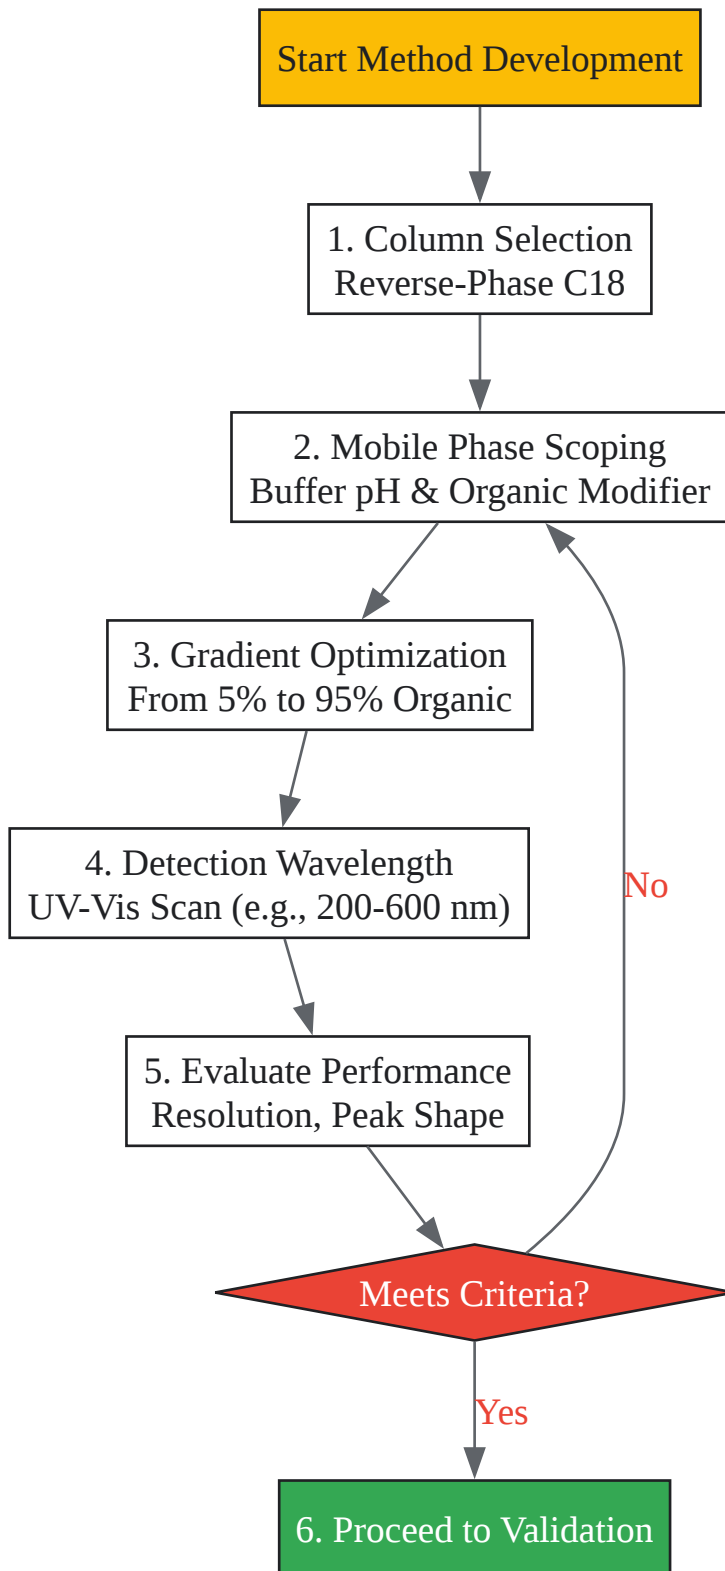 Start Method Development
1. Column Selection
Reverse-Phase C18
2. Mobile Phase Scoping
Buffer pH & Organic Modifier
3. Gradient Optimization
From 5% to 95% Organic
4. Detection Wavelength
UV-Vis Scan (e.g., 200-600 nm)
No
5. Evaluate Performance
Resolution, Peak Shape
Meets Criteria?
Yes
6. Proceed to Validation